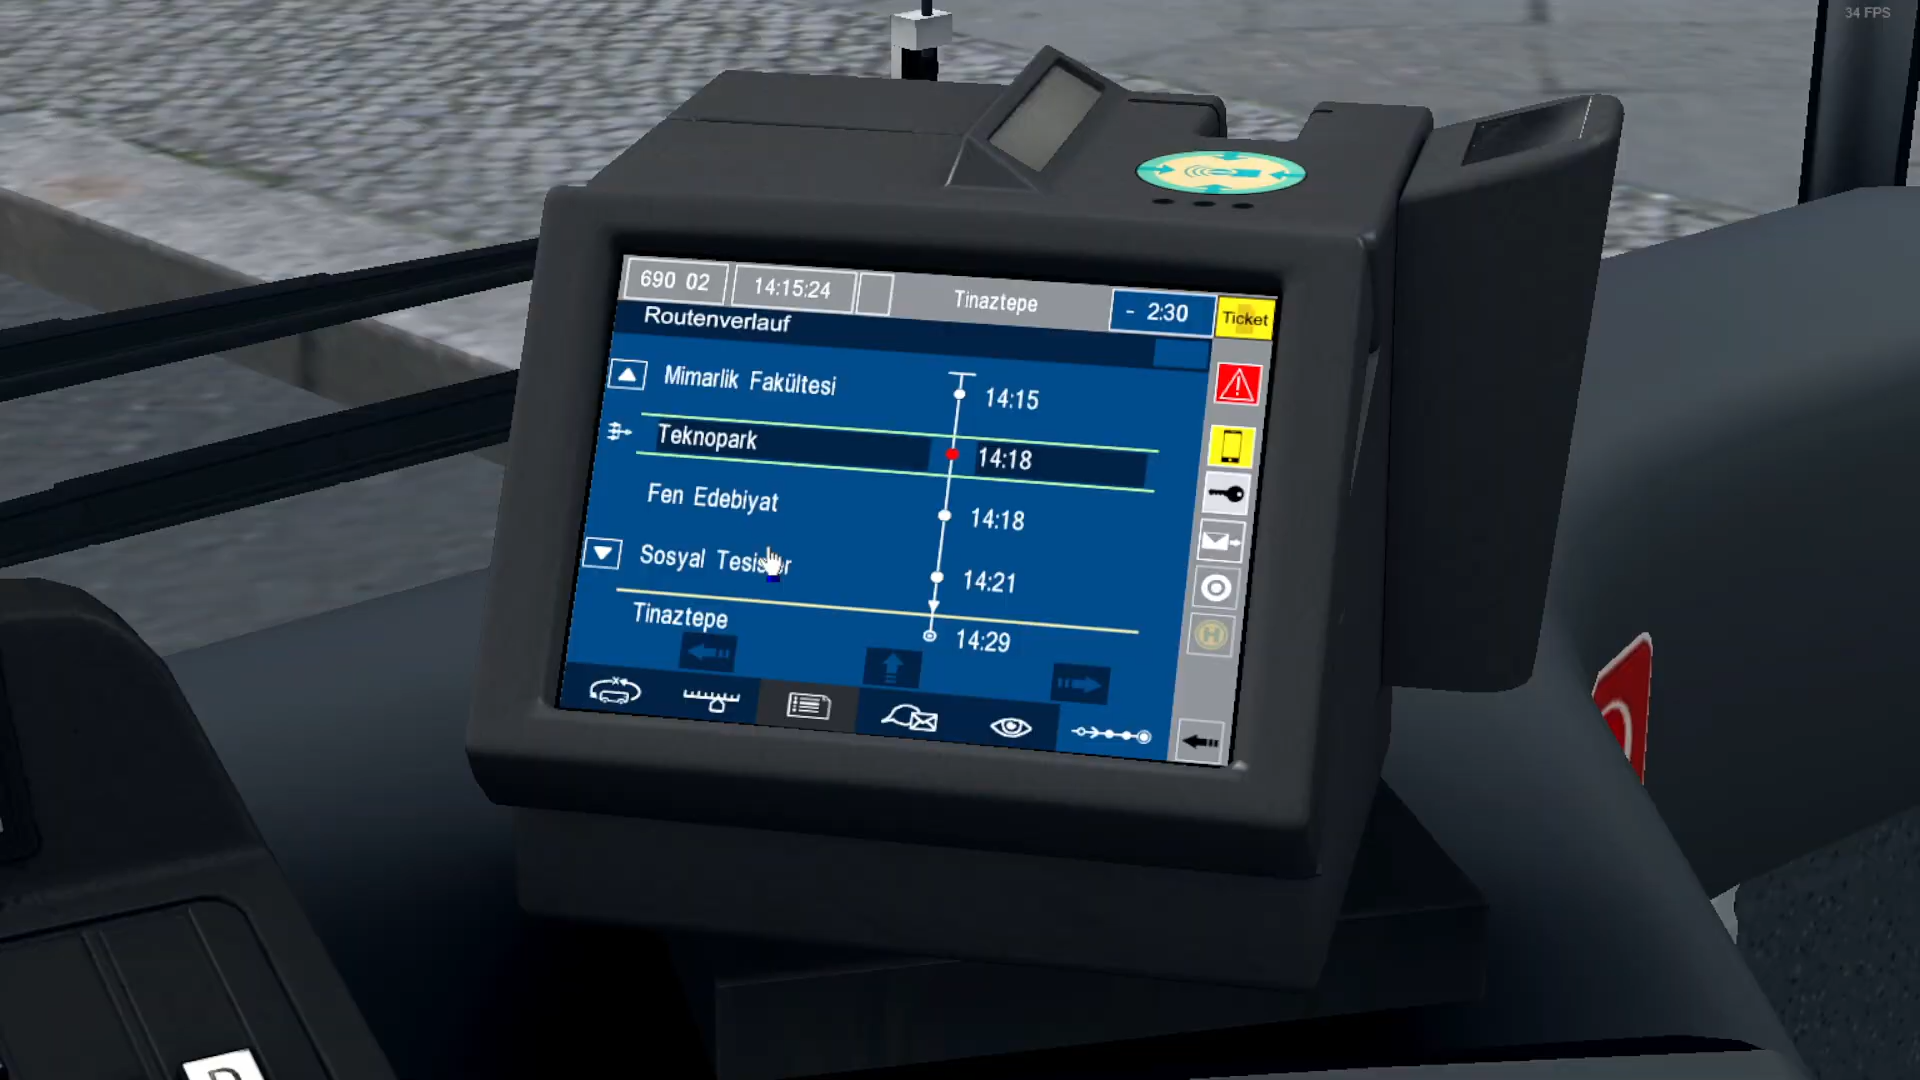 34 FPS
690 02 14:15:24 Tinaztepe - 2:30 Ticket
Routenverlauf
Mimarlik Fakültesi 14:15
Teknopark 14:18
Fen Edebiyat 14:18
Sosyal 14:21
Tinaztepe 14:29
H
D